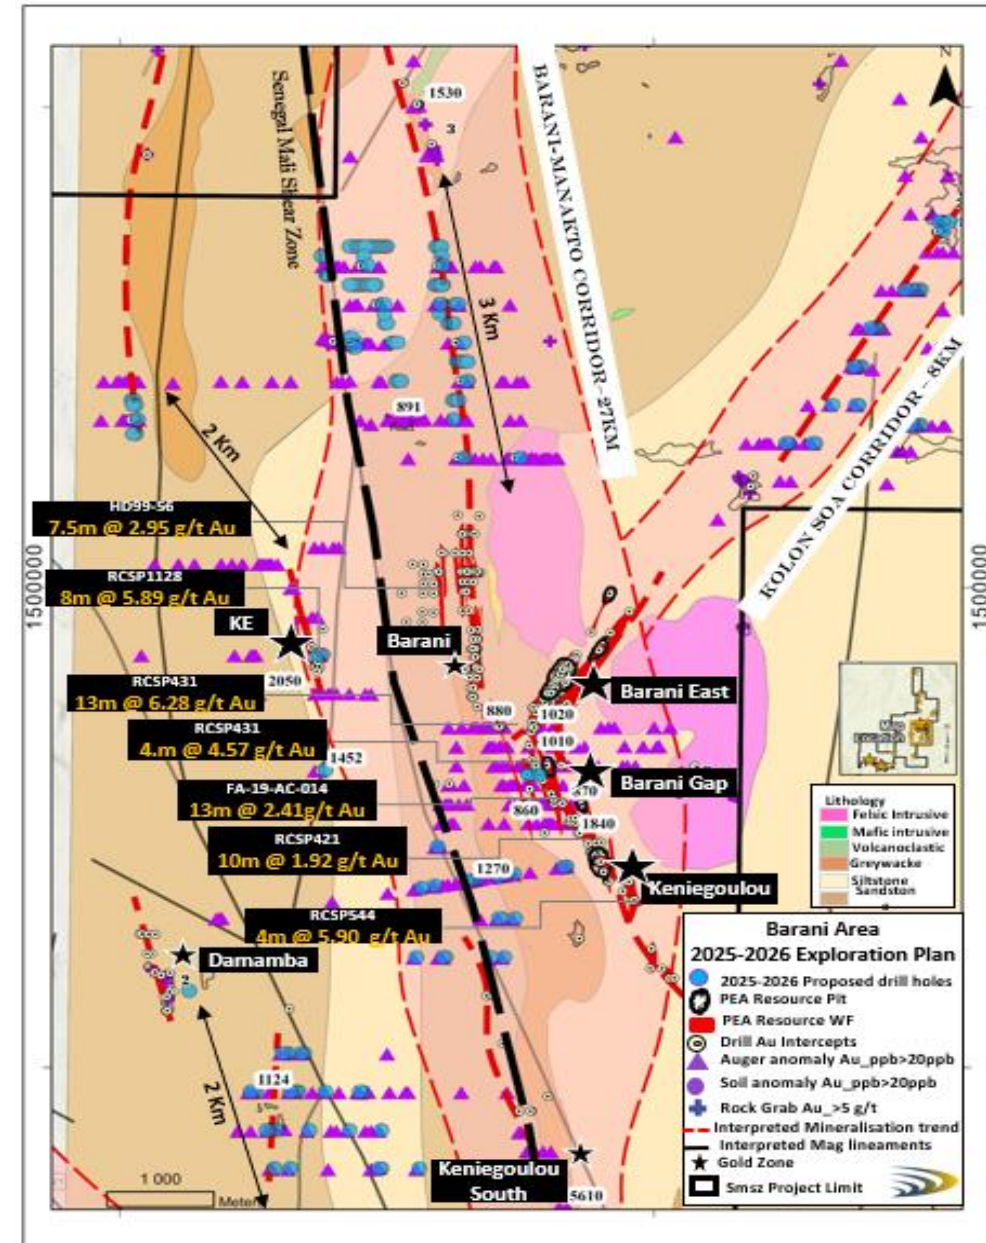 N
1530
3
Senegal Mali Shear Zone
BARANI-MANAKTO CORRIDOR-27KM
3 Km
891
2 Km
KOLON SOA CORRIDOR - 8KM
HD99-56
7.5m @ 2.95 g/t Au
1500000
1500000
RCSP1128
8m @ 5.89 g/t Au
KE
Barani
2050
RCSP431
13m @ 6.28 g/t Au
Barani East
880
1020
RCSP431
4.m @ 4.57 g/t Au
1010
1452
Barani Gap
FA-19-AC-014
13m @ 2.41g/t Au
860
1840
RCSP421
10m @ 1.92 g/t Au
1270
Keniegoulou
RCSP544
4m @ 5.90 g/t Au
Damamba
2
1124
2 Km
Keniegoulou
South
5610
1 000
Meter
Lithology
Felsic Intrusive
Mafic intrusive
Volcanoclastic
Greywacke
Siltstone
Sandston
Barani Area
2025-2026 Exploration Plan
2025-2026 Proposed drill holes
PEA Resource Pit
PEA Resource WF
Drill Au Intercepts
Auger anomaly Au_ppb>20ppb
Soil anomaly Au_ppb>20ppb
Rock Grab Au_>5 g/t
Interpreted Mineralisation trend
Interpreted Mag lineaments
Gold Zone
Smsz Project Limit